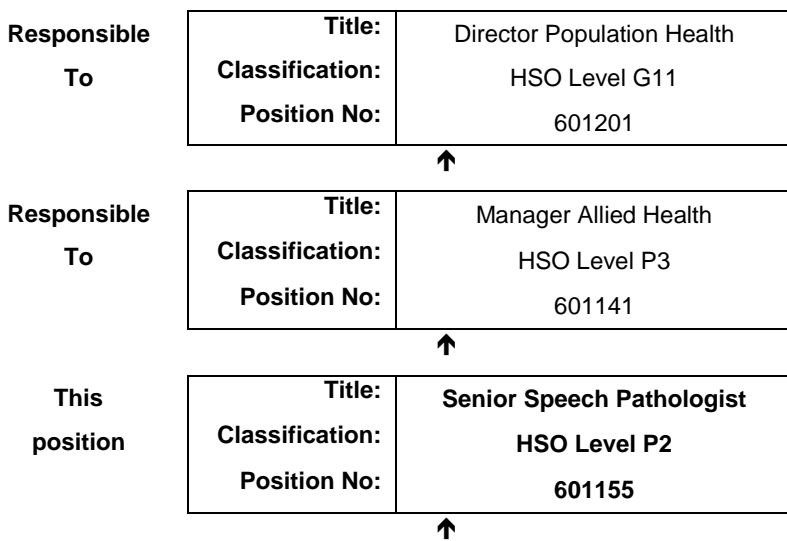 Responsible To
Title: Director Population Health
Classification: HSO Level G11
Position No: 601201
Responsible To
Title: Manager Allied Health
Classification: HSO Level P3
Position No: 601141
This position
Title: Senior Speech Pathologist
Classification: HSO Level P2
Position No: 601155